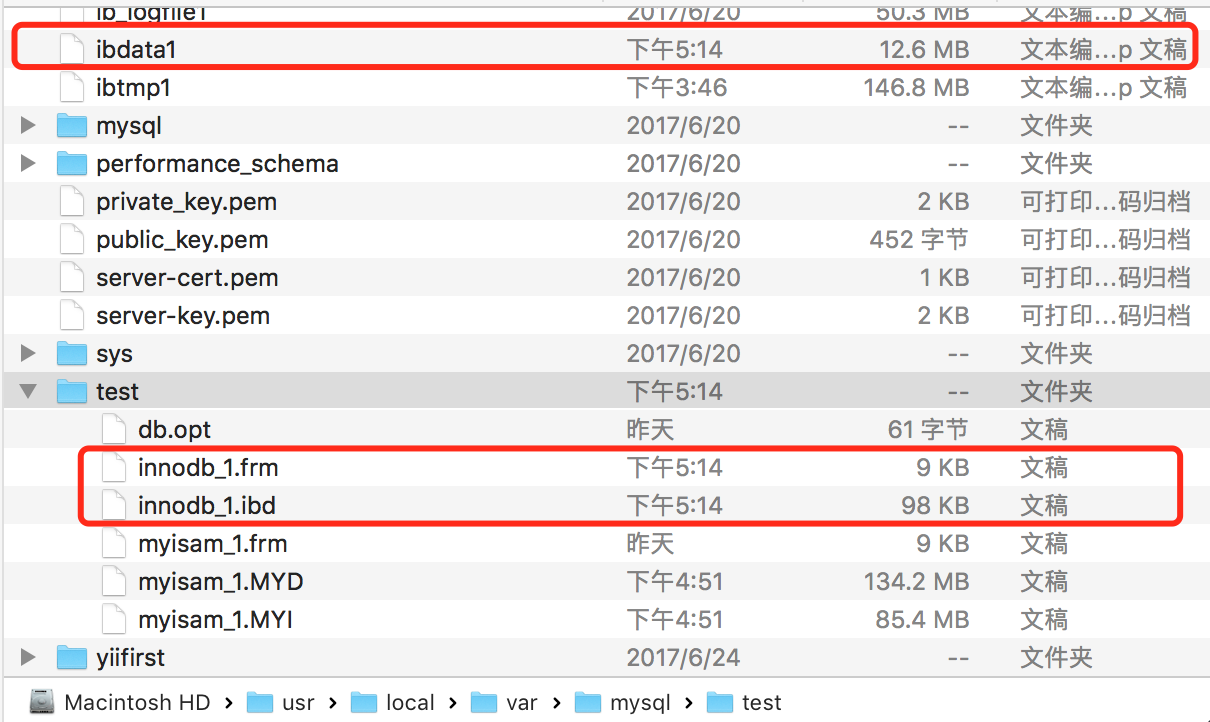 ib_logfile1 2017/6/20 50.3 MB 文本编…p 文稿
ibdata1 下午5:14 12.6 MB 文本编…p 文稿
ibtmp1 下午3:46 146.8 MB 文本编…p 文稿
mysql 2017/6/20 -- 文件夹
performance_schema 2017/6/20 -- 文件夹
private_key.pem 2017/6/20 2 KB 可打印…码归档
public_key.pem 2017/6/20 452 字节 可打印…码归档
server-cert.pem 2017/6/20 1 KB 可打印…码归档
server-key.pem 2017/6/20 2 KB 可打印…码归档
sys 2017/6/20 -- 文件夹
test 下午5:14 -- 文件夹
db.opt 昨天 61 字节 文稿
innodb_1.frm 下午5:14 9 KB 文稿
innodb_1.ibd 下午5:14 98 KB 文稿
myisam_1.frm 昨天 9 KB 文稿
myisam_1.MYD 下午4:51 134.2 MB 文稿
myisam_1.MYI 下午4:51 85.4 MB 文稿
yiifirst 2017/6/24 -- 文件夹
Macintosh HD › usr › local › var › mysql › test